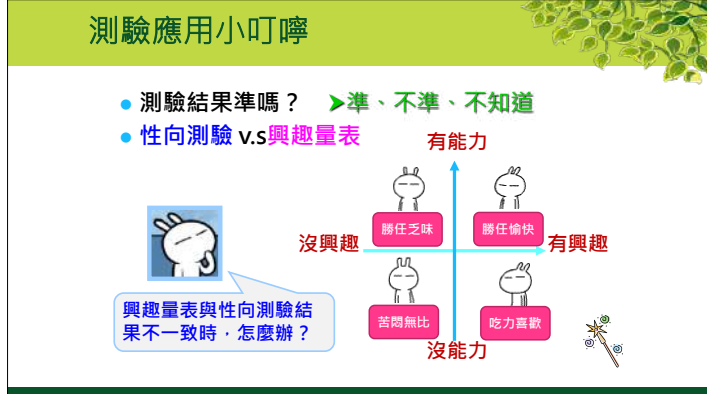 測驗應用小叮嚀
測驗結果準嗎？ 準、不準、不知道
性向測驗 v.s興趣量表
有能力
勝任乏味
勝任愉快
沒興趣
有興趣
苦悶無比
吃力喜歡
沒能力
興趣量表與性向測驗結
果不一致時，怎麼辦？